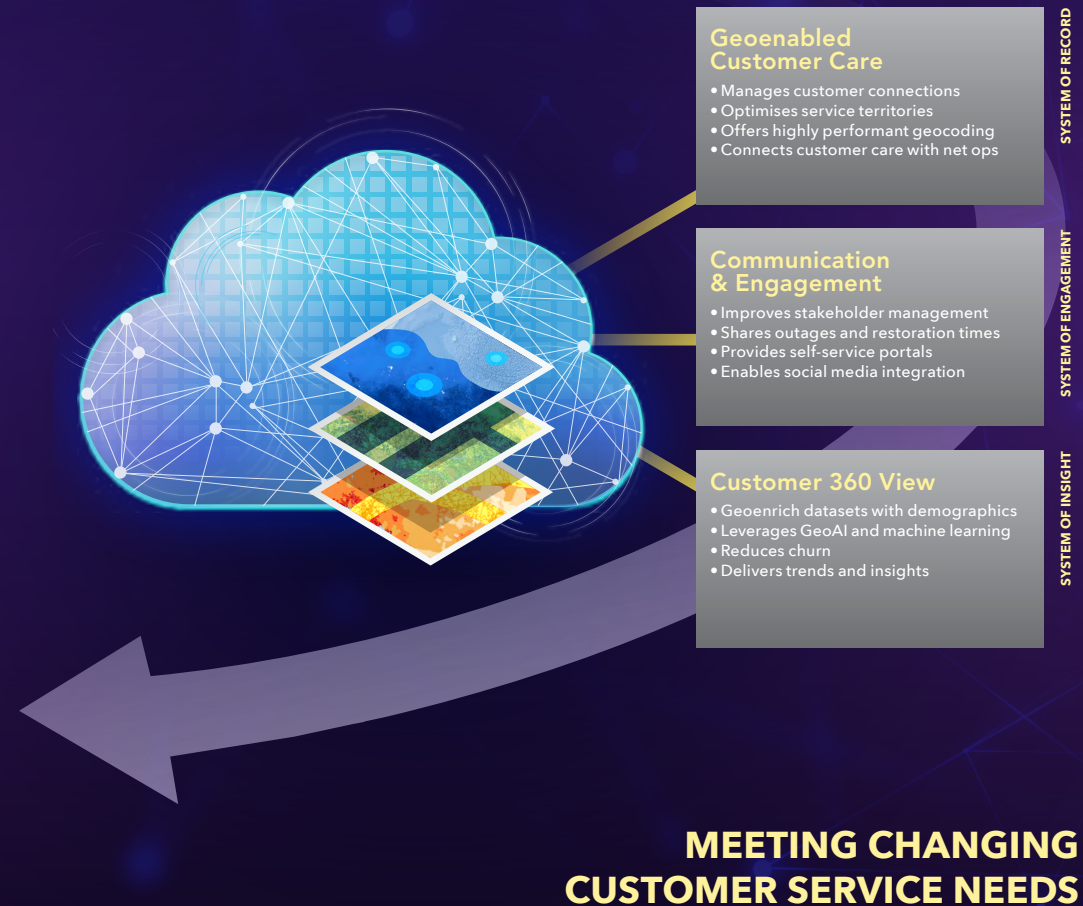 Geoenabled
Customer Care
• Manages customer connections
• Optimises service territories
• Offers highly performant geocoding
• Connects customer care with net ops
SYSTEM OF RECORD
Communication
& Engagement
• Improves stakeholder management
• Shares outages and restoration times
• Provides self-service portals
• Enables social media integration
SYSTEM OF ENGAGEMENT
Customer 360 View
• Geoenrich datasets with demographics
• Leverages GeoAI and machine learning
• Reduces churn
• Delivers trends and insights
SYSTEM OF INSIGHT
MEETING CHANGING
CUSTOMER SERVICE NEEDS